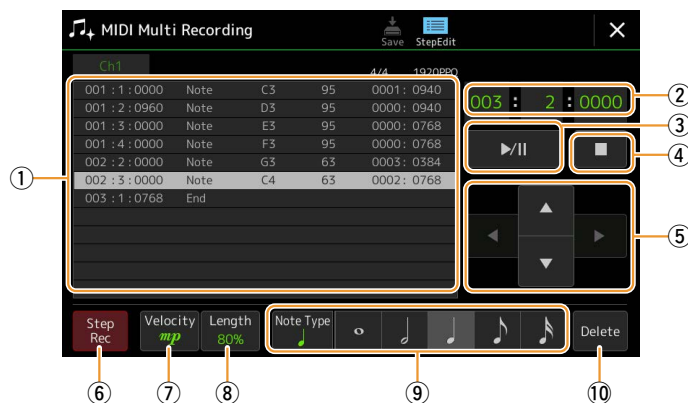 MIDI Multi Recording
Save
StepEdit
Ch1
4/4 1920PPQ
001 : 1 : 0000 Note C3 95 0001 : 0940
001 : 2 : 0960 Note D3 95 0000 : 0940
001 : 3 : 0000 Note E3 95 0000 : 0768
001 : 4 : 0000 Note F3 95 0000 : 0768
002 : 2 : 0000 Note G3 63 0003 : 0384
002 : 3 : 0000 Note C4 63 0002 : 0768
003 : 1 : 0768 End
003 : 2 : 0000
①
②
③
④
⑤
Step
Rec
Velocity
mp
Length
80%
Note Type
Delete
⑥
⑦
⑧
⑨
⑩